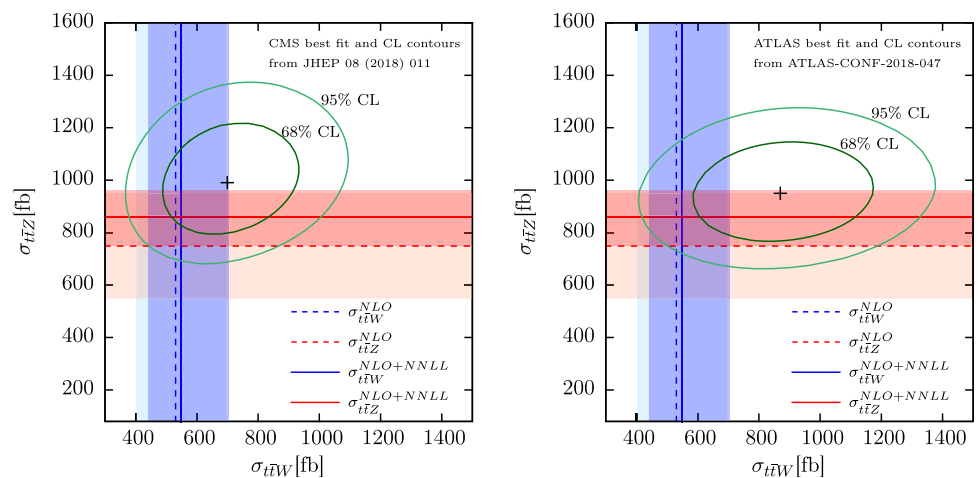 CMS best fit and CL contours
from JHEP 08 (2018) 011
95% CL
68% CL
1600
1400
1200
1000
800
600
400
200
σ_{tt̄Z}[fb]
σ^{NLO}_{tt̄W}
σ^{NLO}_{tt̄Z}
σ^{NLO+NNLL}_{tt̄W}
σ^{NLO+NNLL}_{tt̄Z}
400 600 800 1000 1200 1400
σ_{tt̄W}[fb]
ATLAS best fit and CL contours
from ATLAS-CONF-2018-047
95% CL
68% CL
1600
1400
1200
1000
800
600
400
200
σ_{tt̄Z}[fb]
σ^{NLO}_{tt̄W}
σ^{NLO}_{tt̄Z}
σ^{NLO+NNLL}_{tt̄W}
σ^{NLO+NNLL}_{tt̄Z}
400 600 800 1000 1200 1400
σ_{tt̄W}[fb]